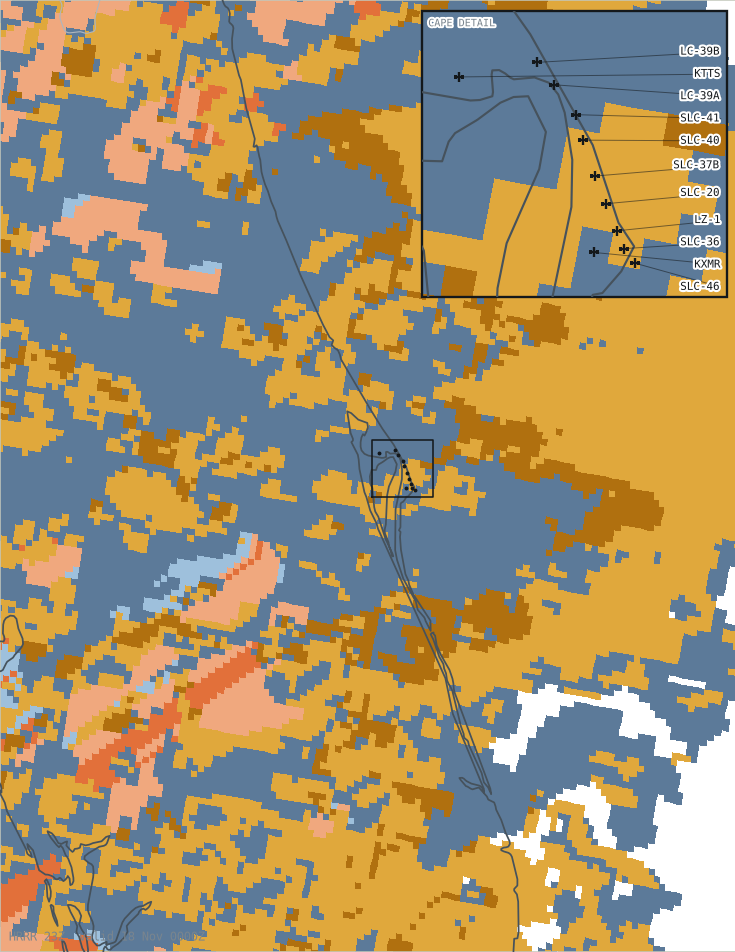 CAPE DETAIL
LC-39B
KTTS
LC-39A
SLC-41
SLC-40
SLC-37B
SLC-20
LZ-1
SLC-36
KXMR
SLC-46